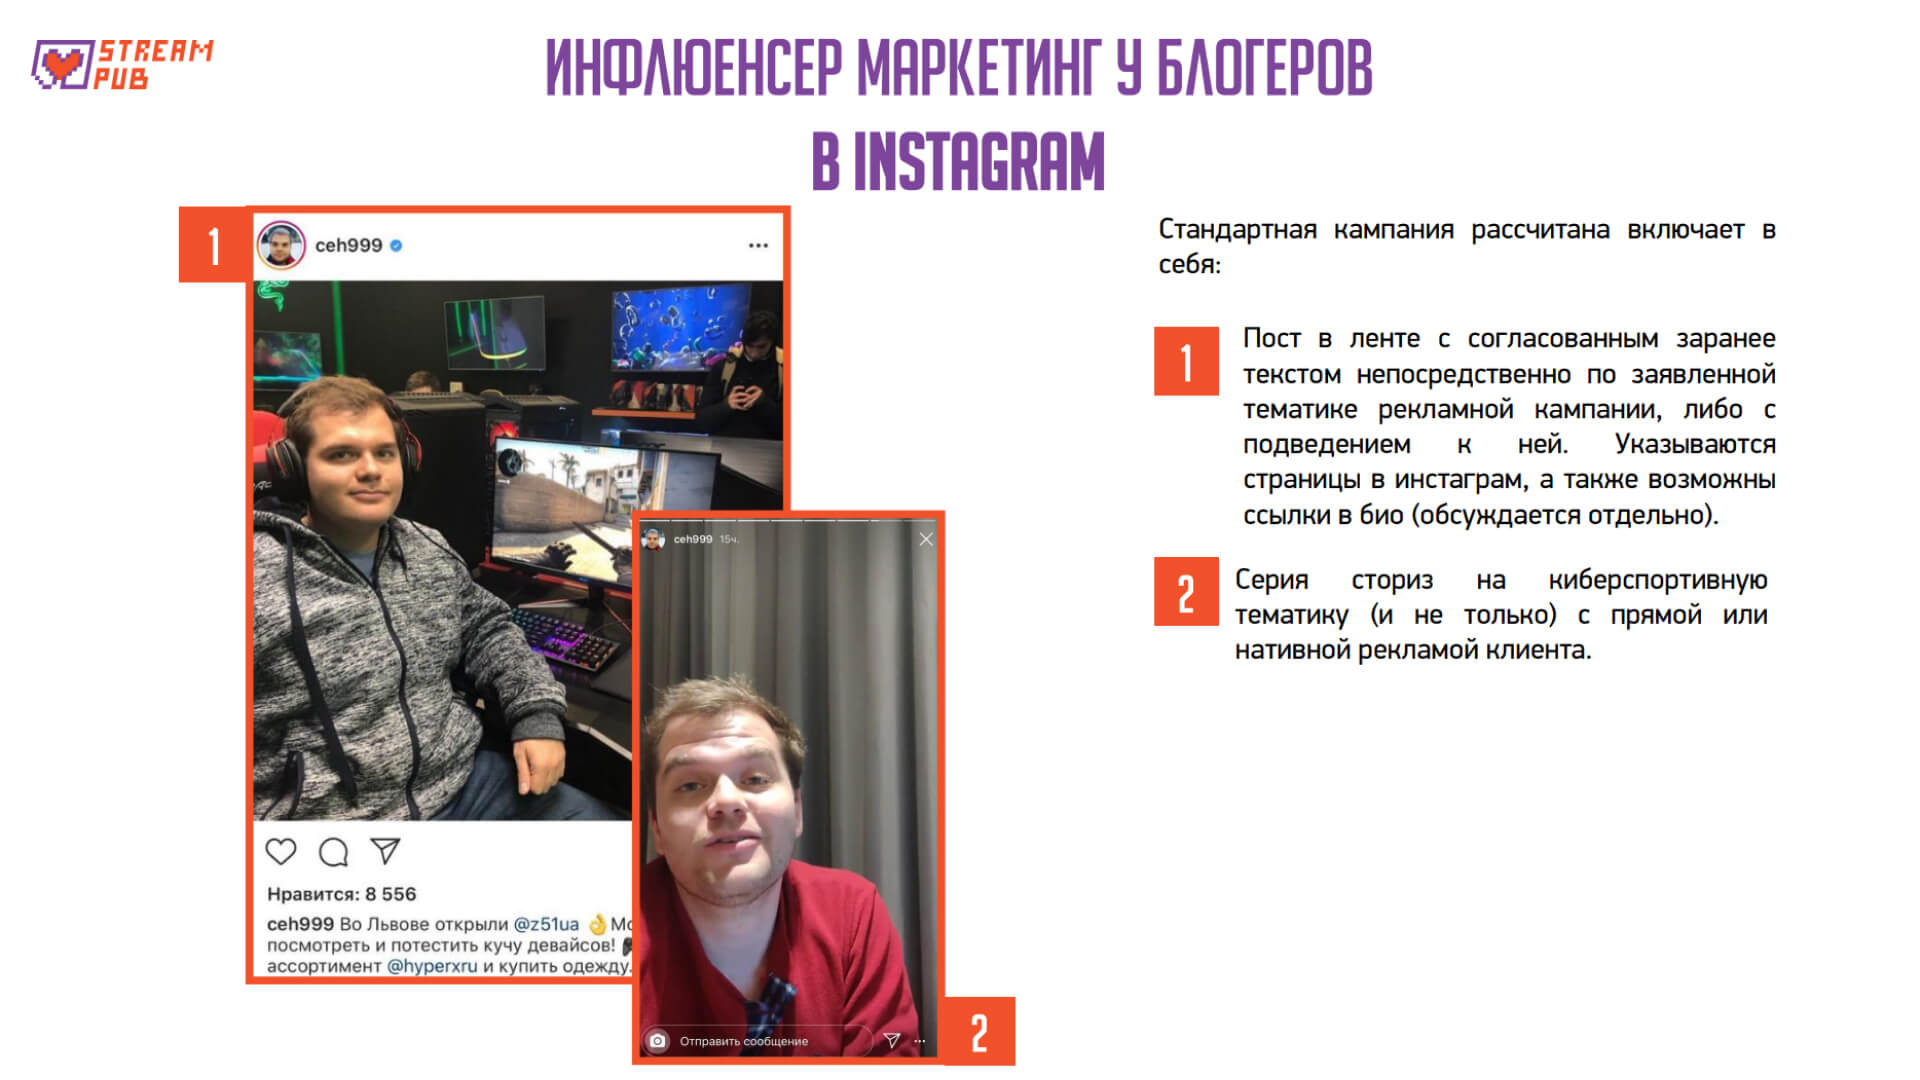 STREAM
PUB
ИНФЛЮЕНСЕР МАРКЕТИНГ У БЛОГЕРОВ
В INSTAGRAM
1
ceh999
Нравится: 8 556
ceh999 Во Львове открыли @z51ua 👌
посмотреть и потестить кучу девайсов!
ассортимент @hyperxru и купить одежду.
ceh999 15ч.
Отправить сообщение
2
Стандартная кампания рассчитана включает в
себя:
1
Пост в ленте с согласованным заранее
текстом непосредственно по заявленной
тематике рекламной кампании, либо с
подведением к ней. Указываются
страницы в инстаграм, а также возможны
ссылки в био (обсуждается отдельно).
2
Серия сториз на киберспортивную
тематику (и не только) с прямой или
нативной рекламой клиента.